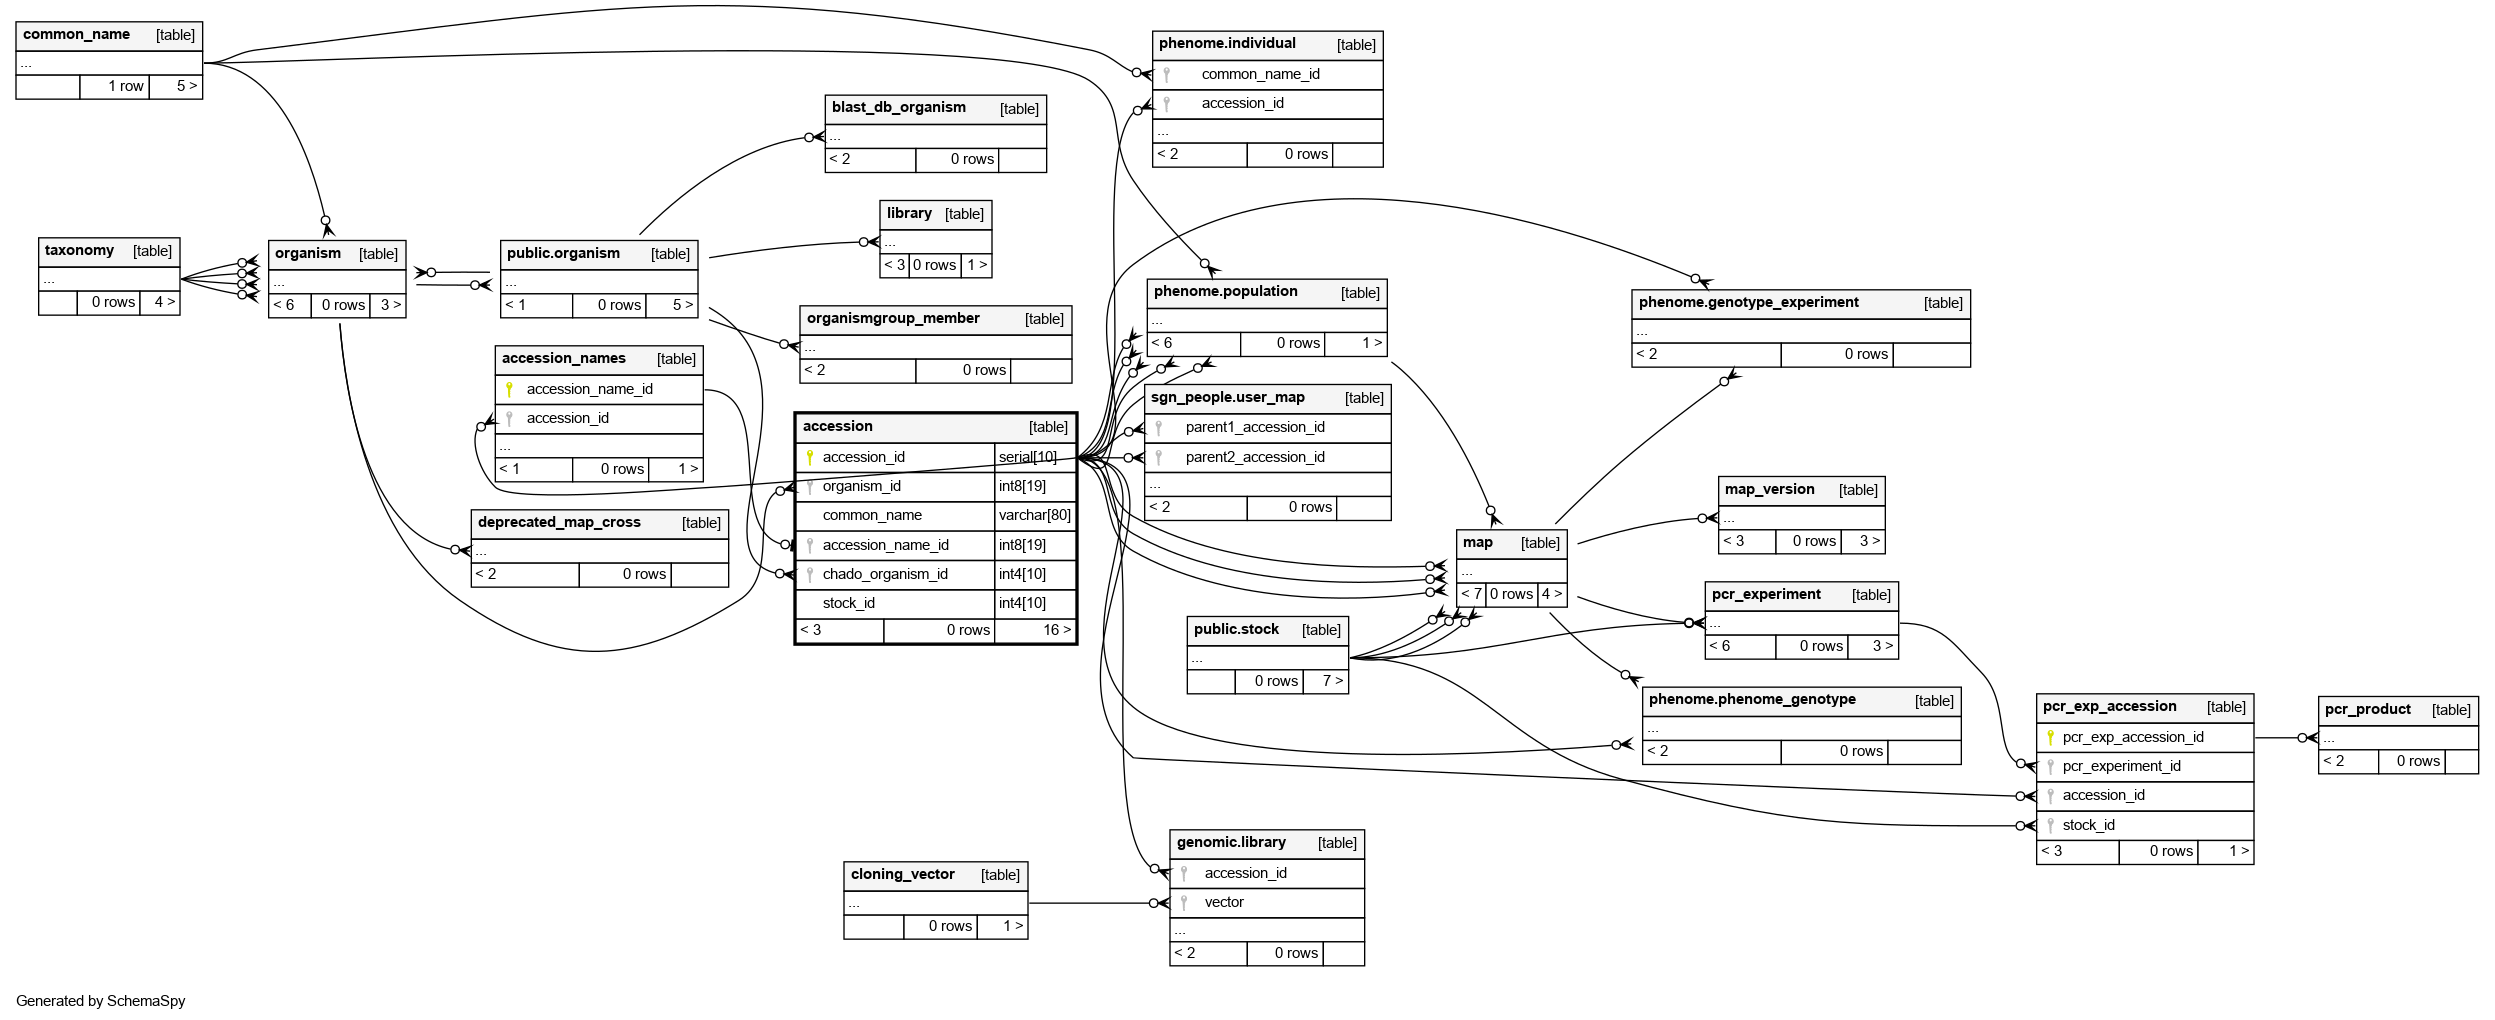 common_name [table]
...
1 row 5 >
phenome.individual [table]
common_name_id
accession_id
...
< 2 0 rows
blast_db_organism [table]
...
< 2 0 rows
library [table]
...
< 3 0 rows 1 >
taxonomy [table]
...
0 rows 4 >
organism [table]
...
< 6 0 rows 3 >
public.organism [table]
...
< 1 0 rows 5 >
phenome.population [table]
...
< 6 0 rows 1 >
phenome.genotype_experiment [table]
...
< 2 0 rows
organismgroup_member [table]
...
< 2 0 rows
accession_names [table]
accession_name_id
accession_id
...
< 1 0 rows 1 >
sgn_people.user_map [table]
parent1_accession_id
parent2_accession_id
...
< 2 0 rows
accession [table]
accession_id serial[10]
organism_id int8[19]
common_name varchar[80]
accession_name_id int8[19]
chado_organism_id int4[10]
stock_id int4[10]
< 3 0 rows 16 >
deprecated_map_cross [table]
...
< 2 0 rows
map_version [table]
...
< 3 0 rows 3 >
map [table]
...
< 7 0 rows 4 >
pcr_experiment [table]
...
< 6 0 rows 3 >
public.stock [table]
...
0 rows 7 >
phenome.phenome_genotype [table]
...
< 2 0 rows
pcr_exp_accession [table]
pcr_exp_accession_id
pcr_experiment_id
accession_id
stock_id
< 3 0 rows 1 >
pcr_product [table]
...
< 2 0 rows
genomic.library [table]
accession_id
vector
...
< 2 0 rows
cloning_vector [table]
...
0 rows 1 >
Generated by SchemaSpy